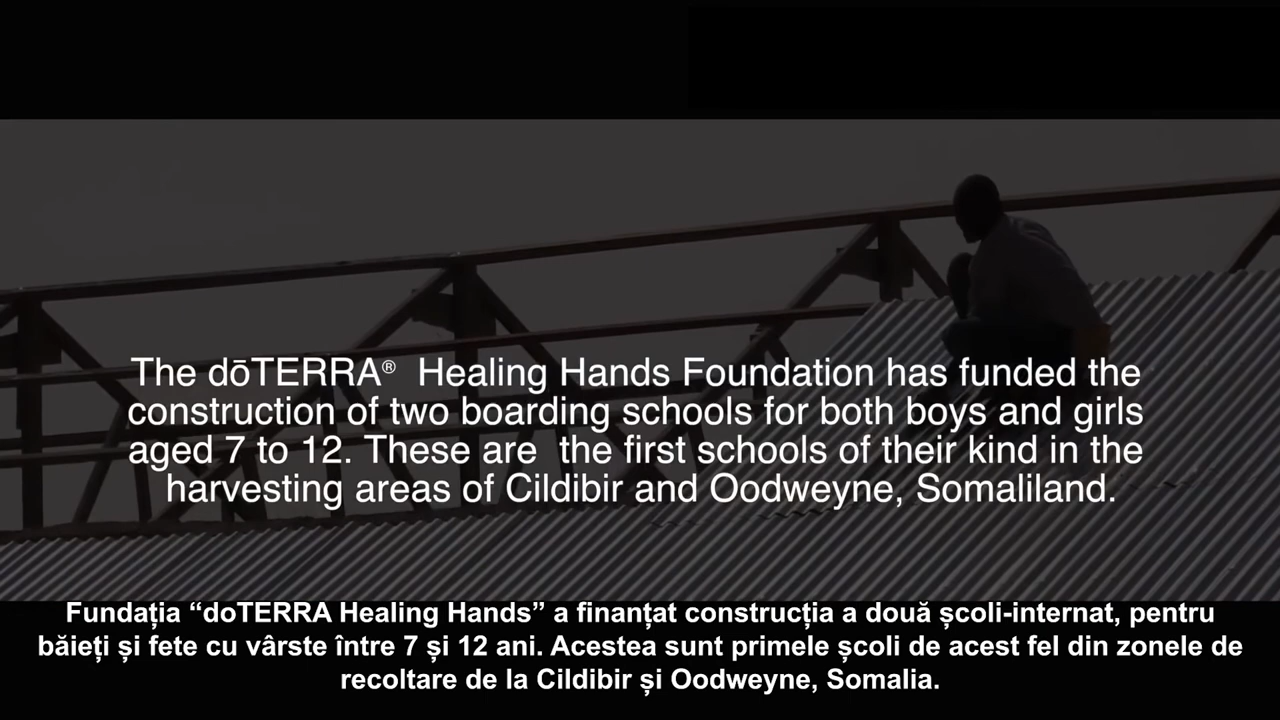 The dōTERRA® Healing Hands Foundation has funded the
construction of two boarding schools for both boys and girls
aged 7 to 12. These are the first schools of their kind in the
harvesting areas of Cildibir and Oodweyne, Somaliland.
Fundația “doTERRA Healing Hands” a finanțat construcția a două școli-internat, pentru
băieți și fete cu vârste între 7 și 12 ani. Acestea sunt primele școli de acest fel din zonele de
recoltare de la Cildibir și Oodweyne, Somalia.